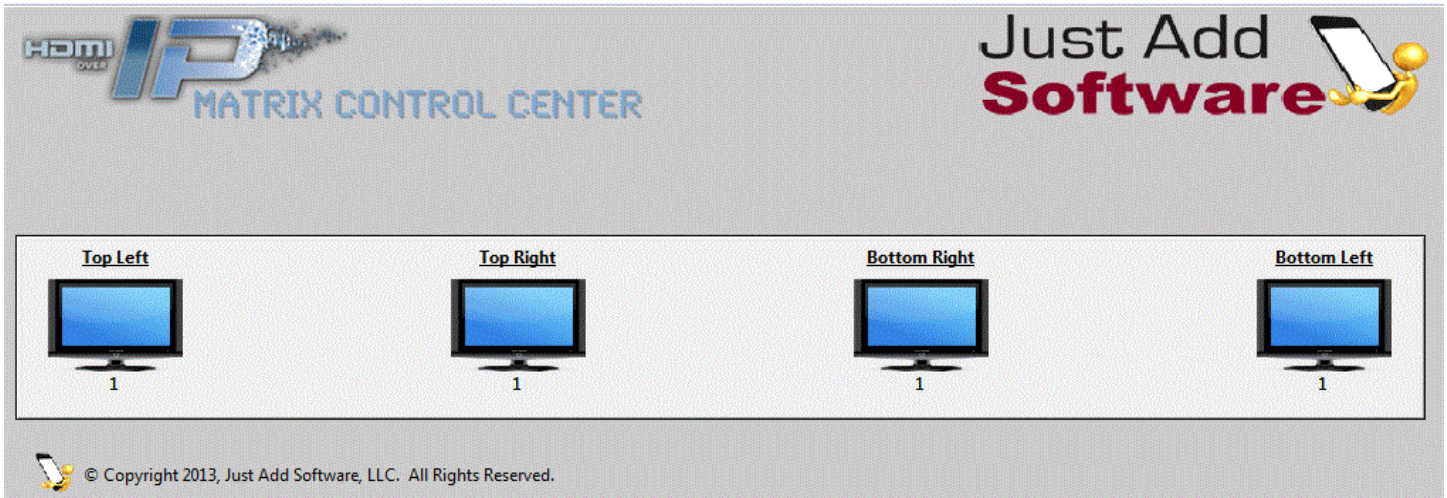 HDMI OVER IP
MATRIX CONTROL CENTER
Just Add
Software
Top Left
Top Right
Bottom Right
Bottom Left
1
1
1
1
© Copyright 2013, Just Add Software, LLC. All Rights Reserved.